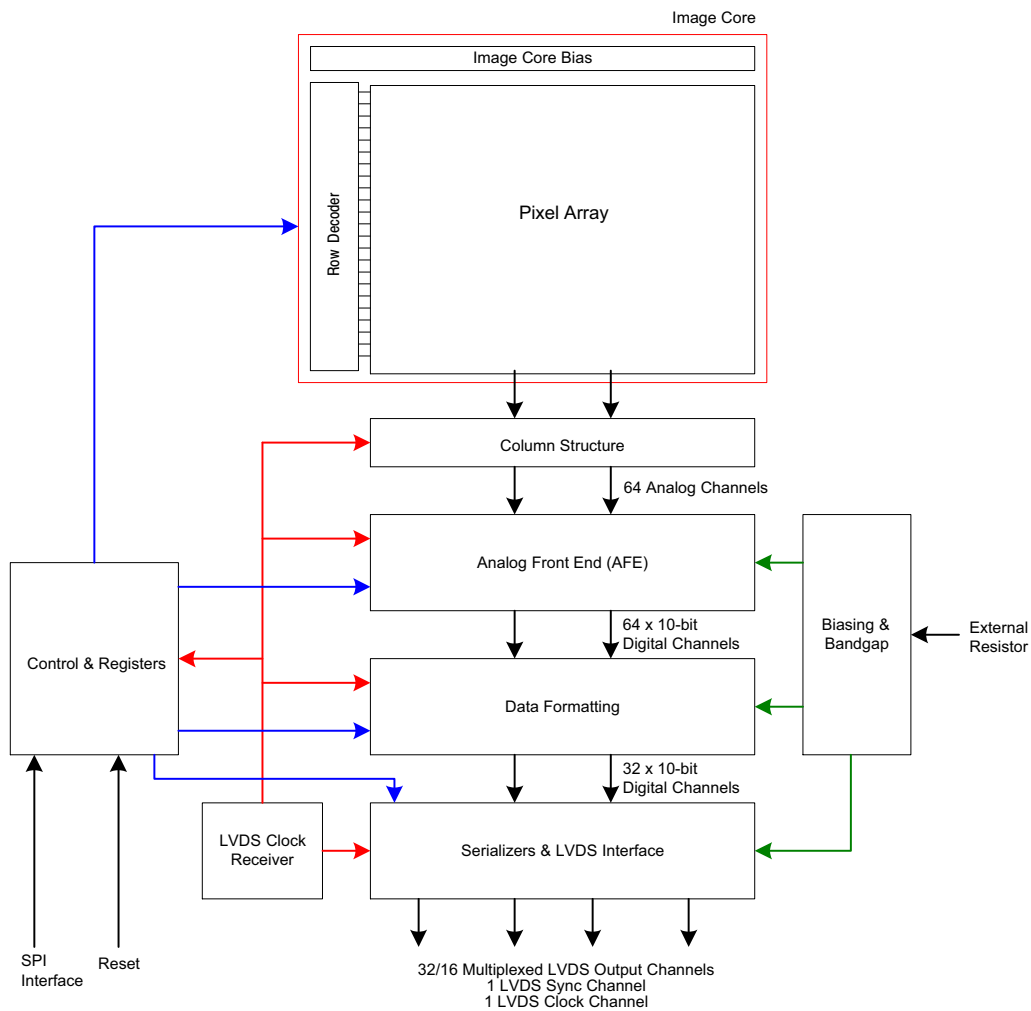 Image Core
Image Core Bias
Row Decoder
Pixel Array
Column Structure
64 Analog Channels
Analog Front End (AFE)
64 x 10-bit
Digital Channels
Biasing &
Bandgap
External
Resistor
Control & Registers
Data Formatting
32 x 10-bit
Digital Channels
LVDS Clock
Receiver
Serializers & LVDS Interface
SPI
Interface
Reset
32/16 Multiplexed LVDS Output Channels
1 LVDS Sync Channel
1 LVDS Clock Channel